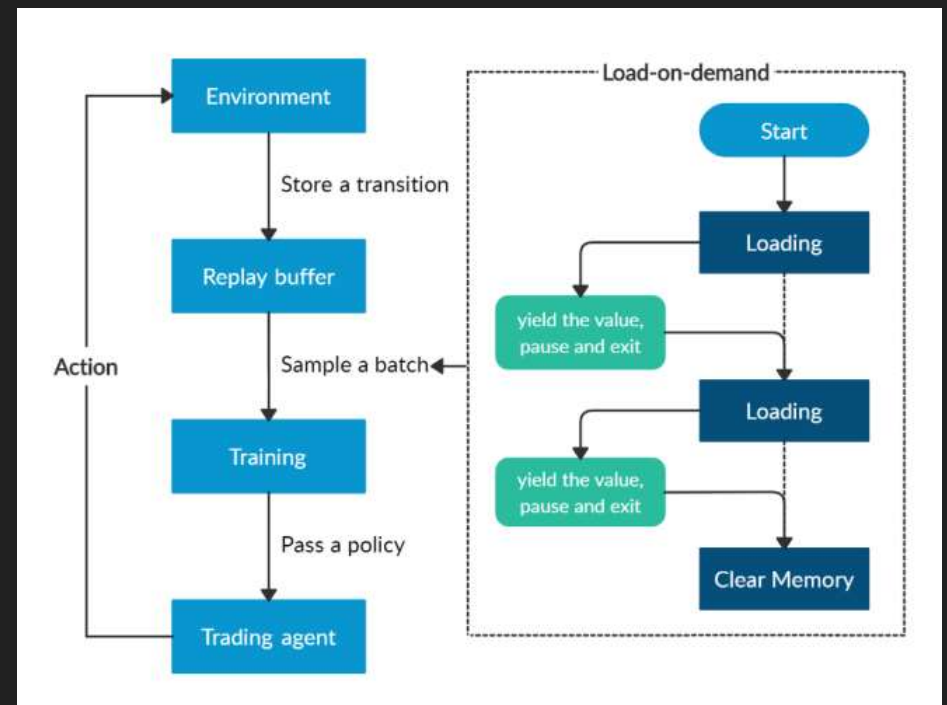 Environment
Store a transition
Replay buffer
Action
Sample a batch
Training
Pass a policy
Trading agent
Load-on-demand
Start
Loading
yield the value,
pause and exit
Loading
yield the value,
pause and exit
Clear Memory